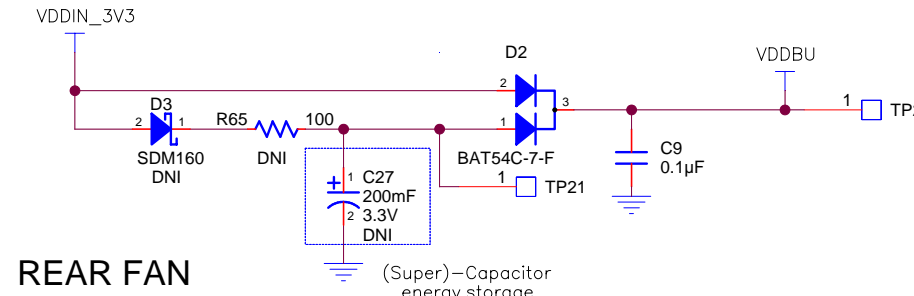 VDDIN_3V3
D2
VDDBU
2
3
D3
2
1
R65
100
1
1
TP2
SDM160
DNI
DNI
BAT54C-7-F
C9
0.1µF
+
1
C27
200mF
2
3.3V
DNI
1
TP21
REAR FAN
(Super)-Capacitor
energy storage